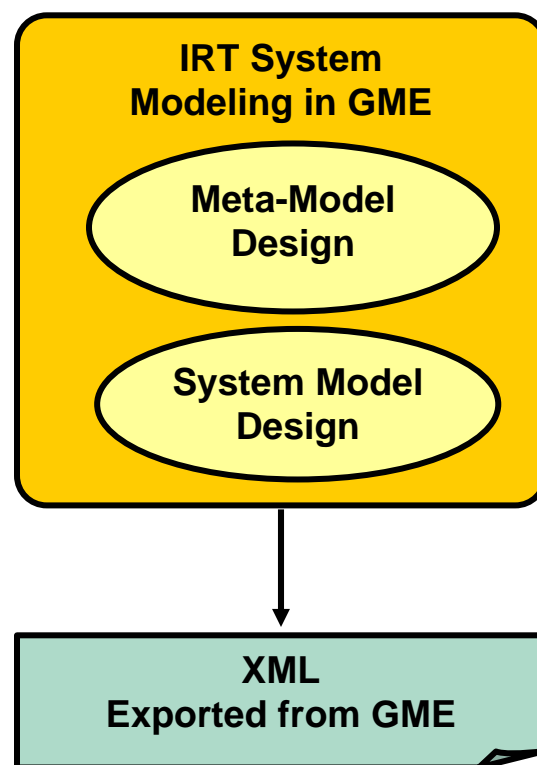 IRT System
Modeling in GME
Meta-Model
Design
System Model
Design
XML
Exported from GME